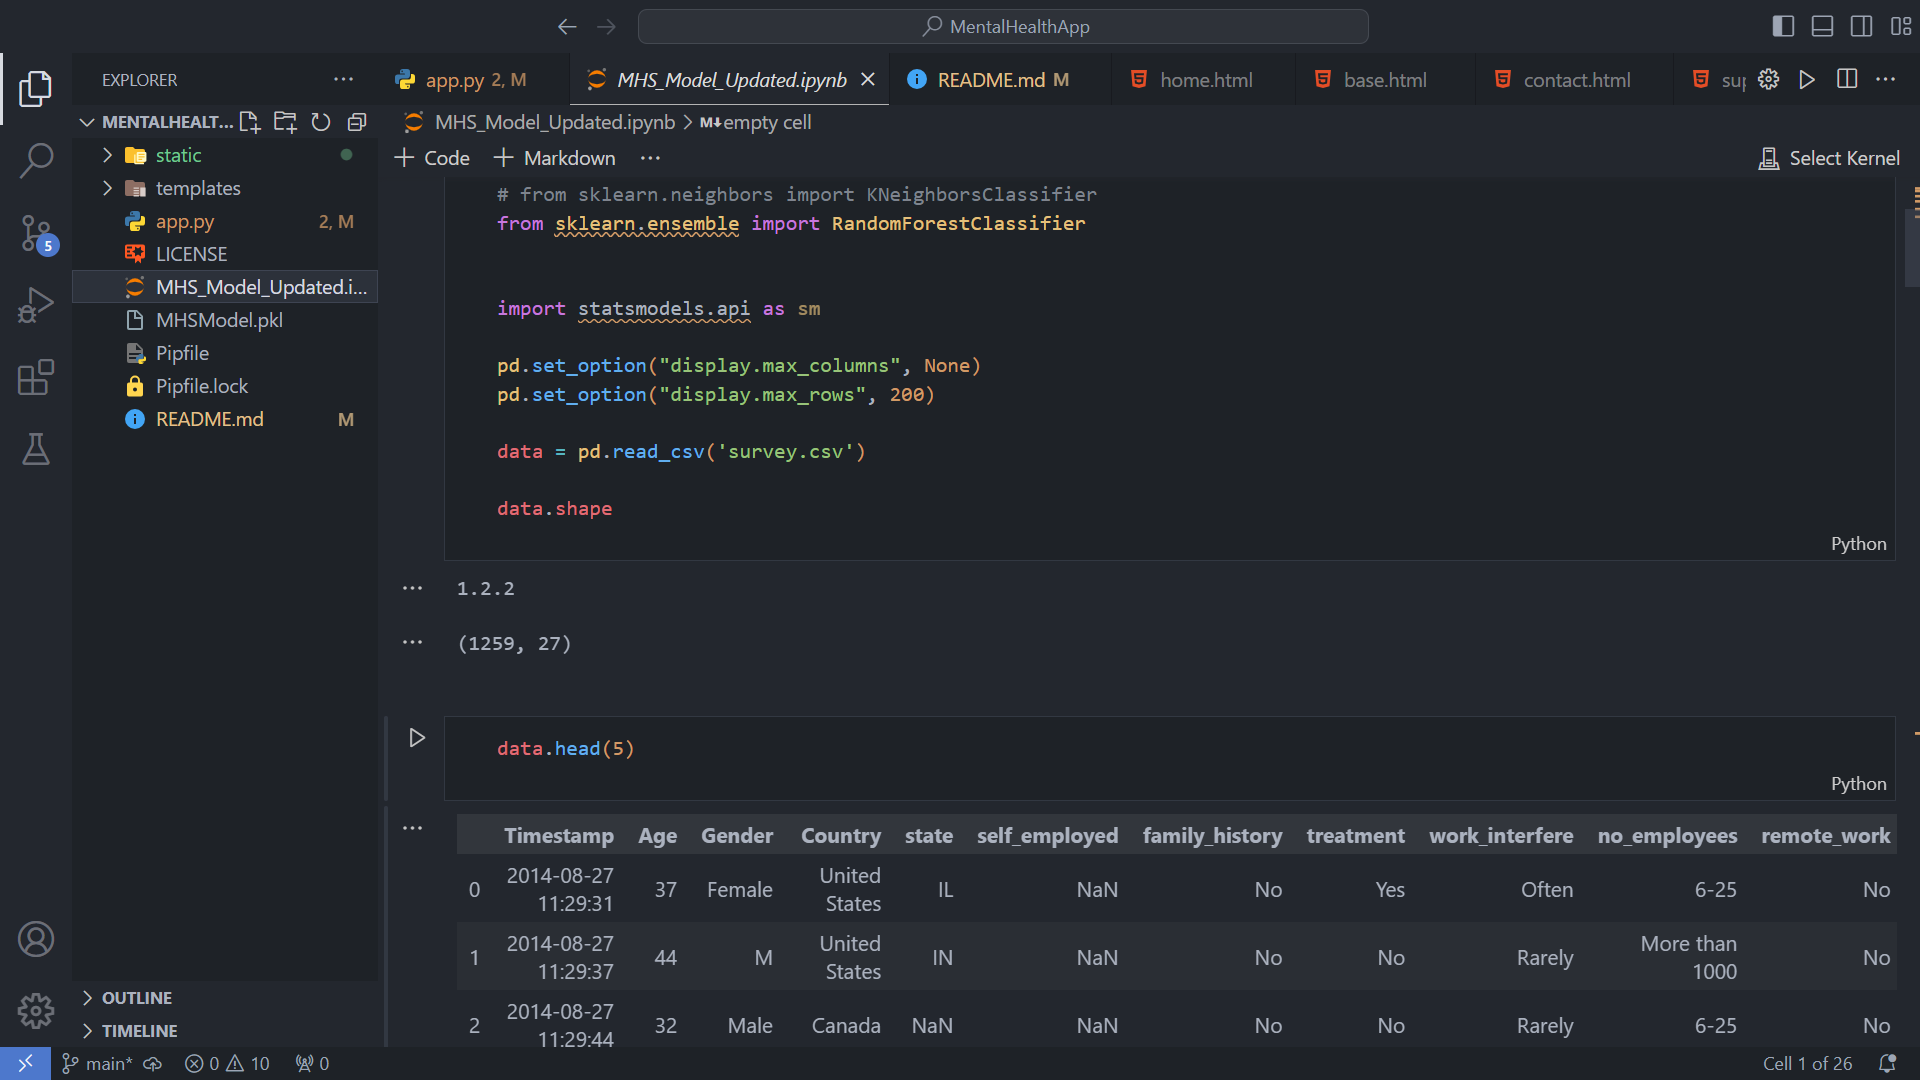 MentalHealthApp
EXPLORER
app.py 2, M
MHS_Model_Updated.ipynb
README.md M
home.html
base.html
contact.html
MENTALHEALT...
MHS_Model_Updated.ipynb > M↓ empty cell
static
Code
Markdown
Select Kernel
templates
app.py 2, M
LICENSE
MHS_Model_Updated.i...
MHSModel.pkl
Pipfile
Pipfile.lock
README.md M
5
# from sklearn.neighbors import KNeighborsClassifier
from sklearn.ensemble import RandomForestClassifier
import statsmodels.api as sm
pd.set_option("display.max_columns", None)
pd.set_option("display.max_rows", 200)
data = pd.read_csv('survey.csv')
data.shape
Python
1.2.2
(1259, 27)
data.head(5)
Python
Timestamp Age Gender Country state self_employed family_history treatment work_interfere no_employees remote_work
0 2014-08-27 11:29:31 37 Female United States IL NaN No Yes Often 6-25 No
1 2014-08-27 11:29:37 44 M United States IN NaN No No Rarely More than 1000 No
2 2014-08-27 11:29:44 32 Male Canada NaN NaN No No Rarely 6-25 No
OUTLINE
TIMELINE
main* 0 10 0
Cell 1 of 26